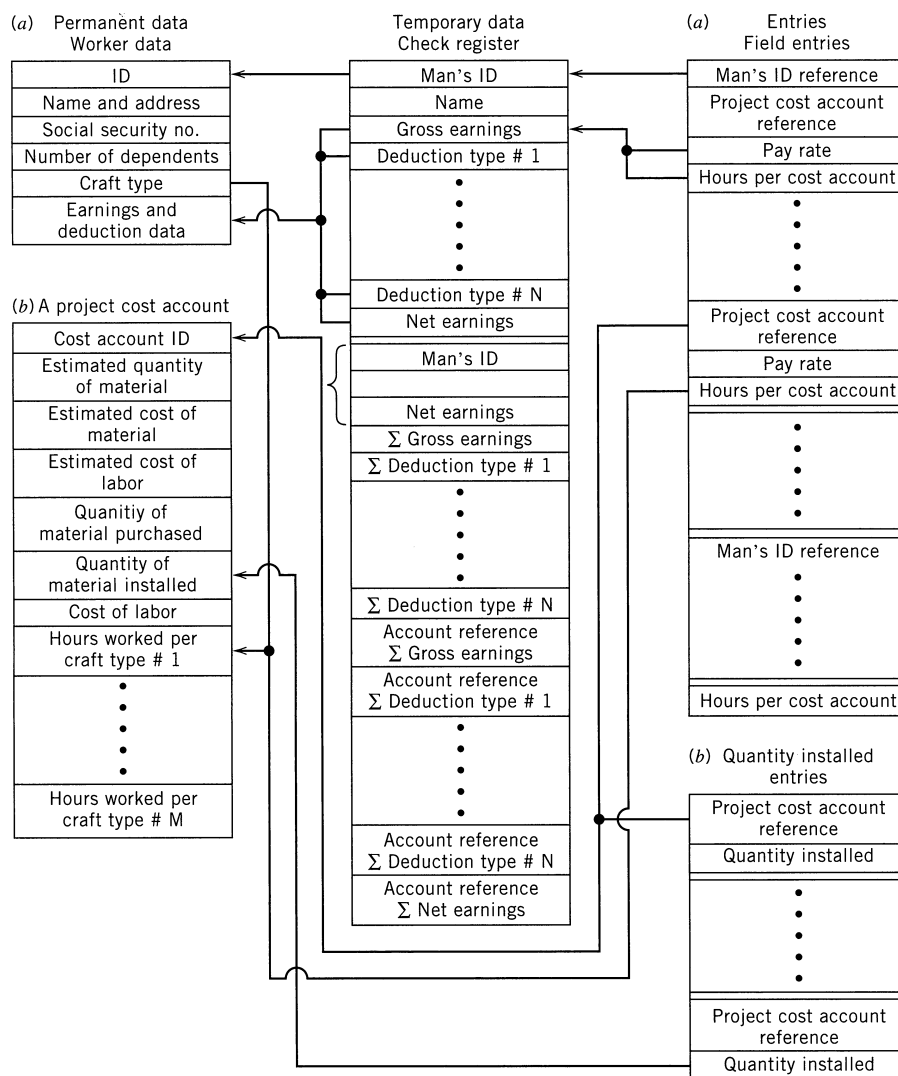 (a) Permanent data
Worker data
ID
Name and address
Social security no.
Number of dependents
Craft type
Earnings and
deduction data
(b) A project cost account
Cost account ID
Estimated quantity
of material
Estimated cost of
material
Estimated cost of
labor
Quantitiy of
material purchased
Quantity of
material installed
Cost of labor
Hours worked per
craft type # 1
Hours worked per
craft type # M
Temporary data
Check register
Man's ID
Name
Gross earnings
Deduction type # 1
Deduction type # N
Net earnings
Man's ID
Net earnings
Σ Gross earnings
Σ Deduction type # 1
Σ Deduction type # N
Account reference
Σ Gross earnings
Account reference
Σ Deduction type # 1
Account reference
Σ Deduction type # N
Account reference
Σ Net earnings
(a) Entries
Field entries
Man's ID reference
Project cost account
reference
Pay rate
Hours per cost account
Project cost account
reference
Pay rate
Hours per cost account
Man's ID reference
Hours per cost account
(b) Quantity installed
entries
Project cost account
reference
Quantity installed
Project cost account
reference
Quantity installed